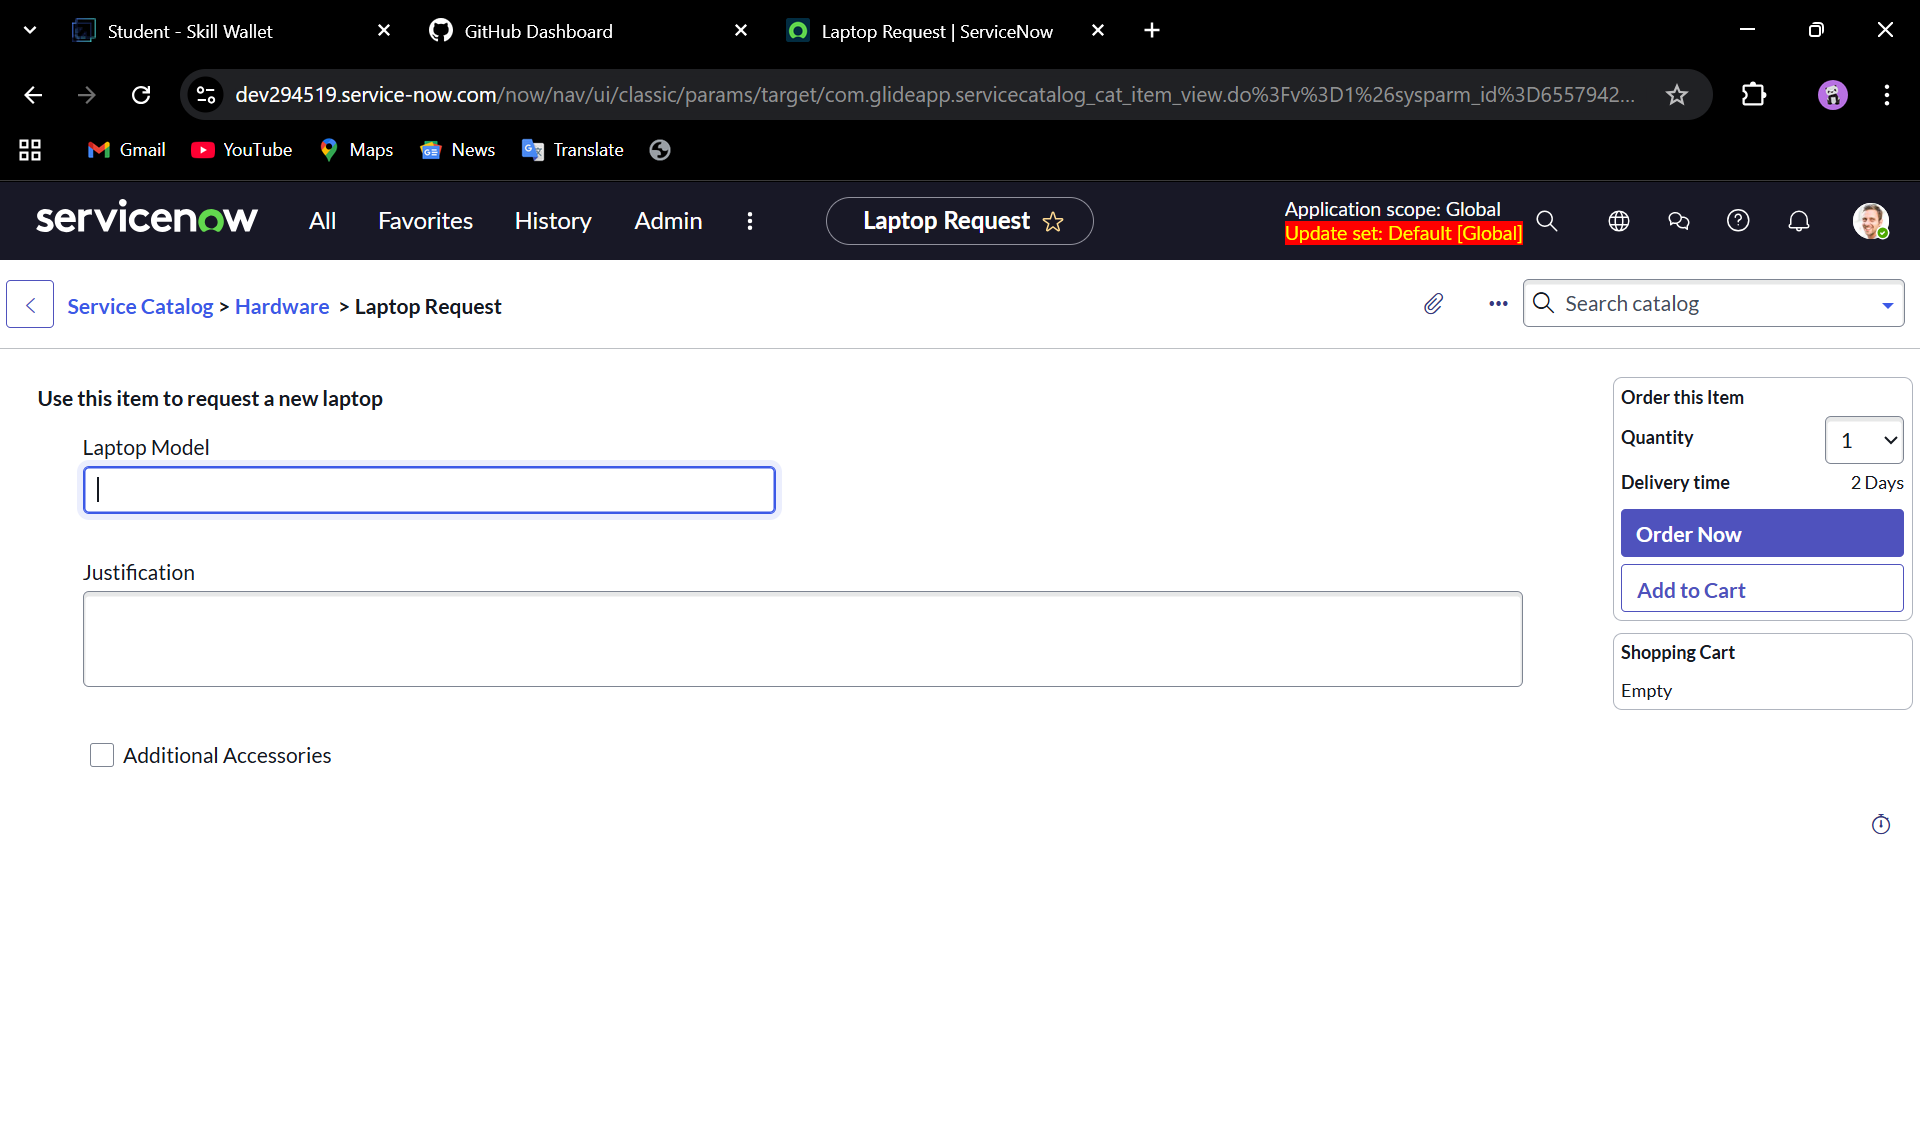 Student - Skill Wallet
GitHub Dashboard
Laptop Request | ServiceNow
dev294519.service-now.com/now/nav/ui/classic/params/target/com.glideapp.servicecatalog_cat_item_view.do%3Fv%3D1%26sysparm_id%3D6557942...
Gmail
YouTube
Maps
News
Translate
servicenow
All
Favorites
History
Admin
Laptop Request
Application scope: Global
Update set: Default [Global]
Service Catalog > Hardware > Laptop Request
Search catalog
Use this item to request a new laptop
Laptop Model
Justification
Additional Accessories
Order this Item
Quantity
1
Delivery time
2 Days
Order Now
Add to Cart
Shopping Cart
Empty